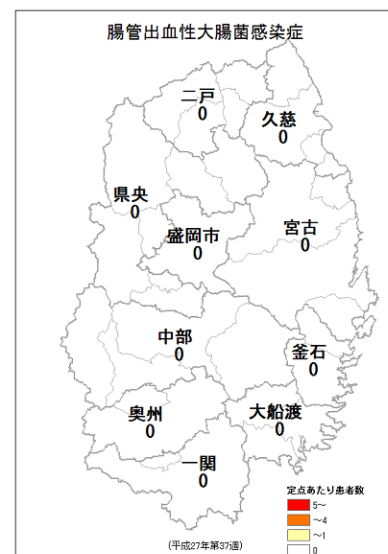 腸管出血性大腸菌感染症
二戸
0
久慈
0
県央
0
盛岡市
0
宮古
0
中部
0
釜石
0
奥州
0
大船渡
0
一関
0
定点あたり患者数
5～
～4
～1
0
(平成27年第37週)